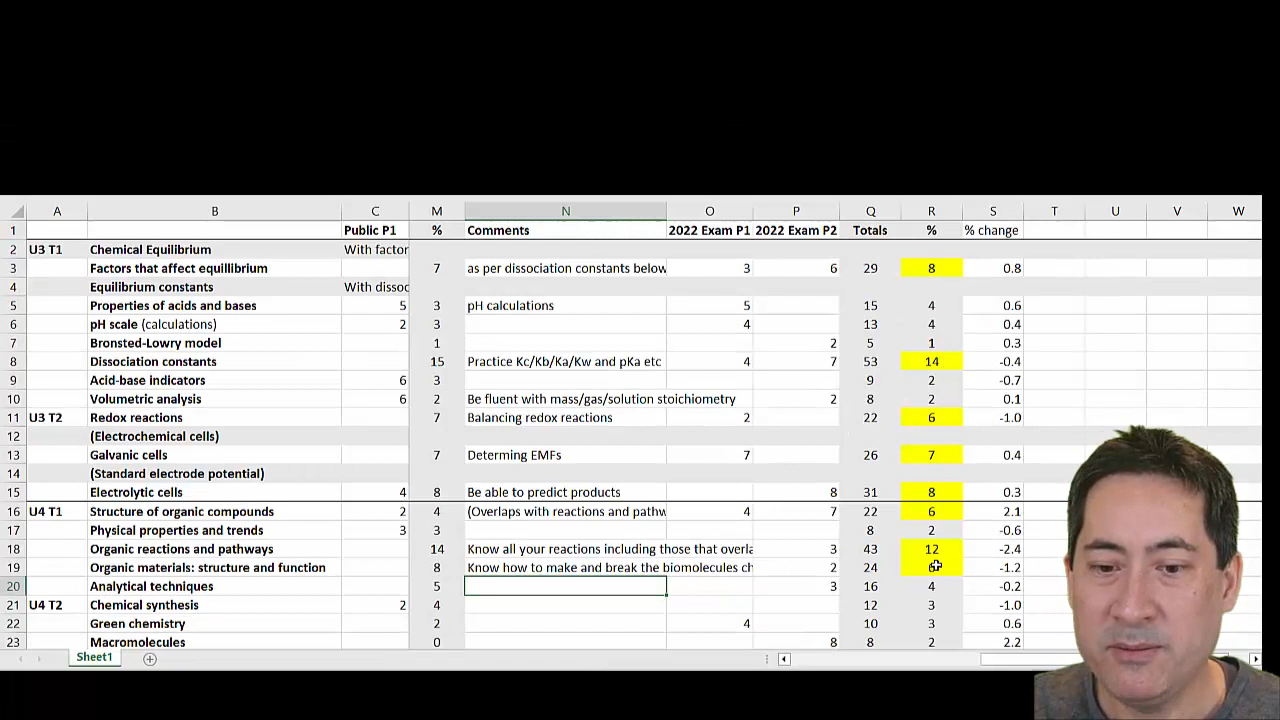 A B C M N O P Q R S T U V W
1 Public P1 % Comments 2022 Exam P1 2022 Exam P2 Totals % % change
2 U3 T1 Chemical Equilibrium With factor
3 Factors that affect equillibrium 7 as per dissociation constants below 3 6 29 8 0.8
4 Equilibrium constants With dissoc
5 Properties of acids and bases 5 3 pH calculations 5 15 4 0.6
6 pH scale (calculations) 2 3 4 13 4 0.4
7 Bronsted-Lowry model 1 2 5 1 0.3
8 Dissociation constants 15 Practice Kc/Kb/Ka/Kw and pKa etc 4 7 53 14 -0.4
9 Acid-base indicators 6 3 9 2 -0.7
10 Volumetric analysis 6 2 Be fluent with mass/gas/solution stoichiometry 2 8 2 0.1
11 U3 T2 Redox reactions 7 Balancing redox reactions 2 22 6 -1.0
12 (Electrochemical cells)
13 Galvanic cells 7 Determing EMFs 7 26 7 0.4
14 (Standard electrode potential)
15 Electrolytic cells 4 8 Be able to predict products 8 31 8 0.3
16 U4 T1 Structure of organic compounds 2 4 (Overlaps with reactions and pathw 4 7 22 6 2.1
17 Physical properties and trends 3 3 8 2 -0.6
18 Organic reactions and pathways 14 Know all your reactions including those that overla 3 43 12 -2.4
19 Organic materials: structure and function 8 Know how to make and break the biomolecules ch 2 24 -1.2
20 Analytical techniques 5 3 16 4 -0.2
21 U4 T2 Chemical synthesis 2 4 12 3 -1.0
22 Green chemistry 2 4 10 3 0.6
23 Macromolecules 0 8 8 2 2.2
Sheet1